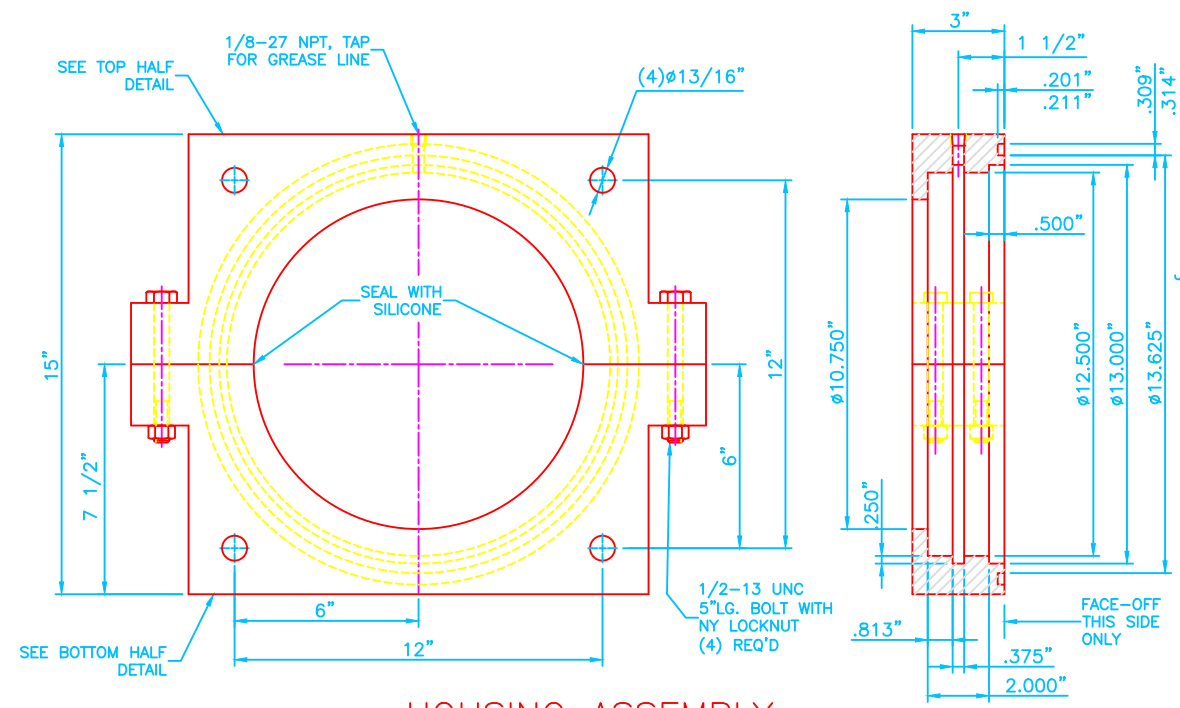 1/8-27 NPT, TAP
FOR GREASE LINE
SEE TOP HALF
DETAIL
(4)ø13/16"
3"
1 1/2"
.201"
.211"
.309"
.314"
.500"
SEAL WITH
SILICONE
15"
7 1/2"
12"
6"
ø10.750"
ø12.500"
ø13.000"
ø13.625"
.250"
6"
12"
1/2-13 UNC
5"LG. BOLT WITH
NY LOCKNUT
(4) REQ'D
FACE-OFF
THIS SIDE
ONLY
.813"
.375"
2.000"
SEE BOTTOM HALF
DETAIL
HOUSING ASSEMBLY